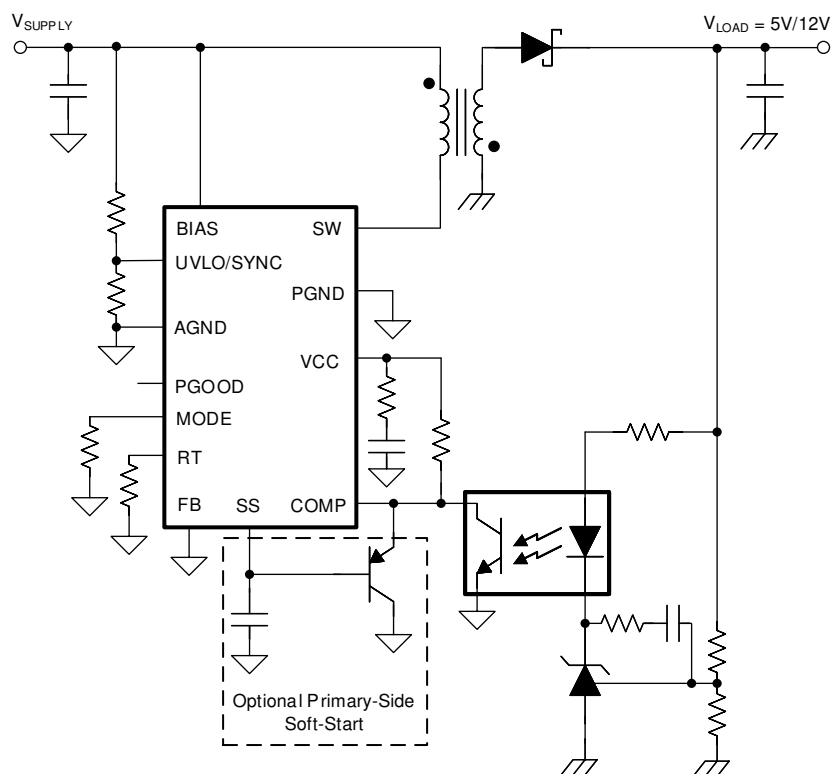 VSUPPLY
VLOAD = 5V/12V
BIAS
SW
UVLO/SYNC
PGND
AGND
VCC
PGOOD
MODE
RT
FB
SS
COMP
Optional Primary-Side
Soft-Start